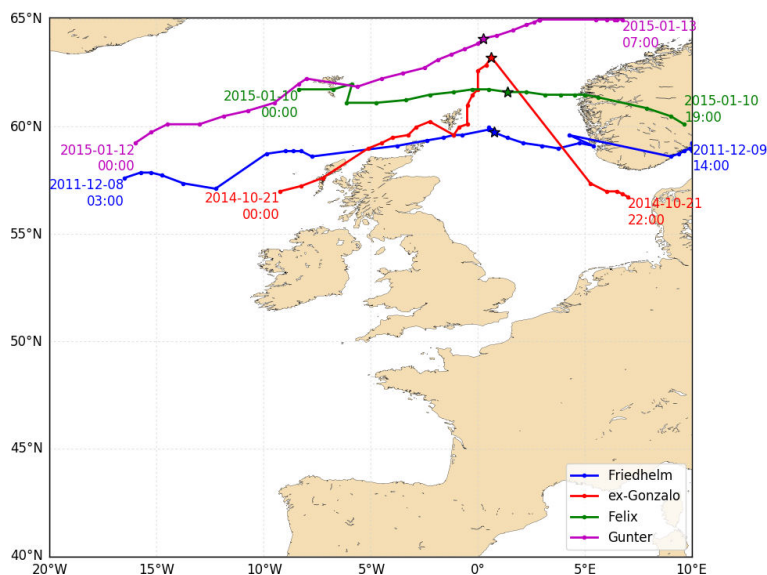 65°N
60°N
55°N
50°N
45°N
40°N
20°W
15°W
10°W
5°W
0°
5°E
10°E
2015-01-13
07:00
2015-01-10
00:00
2015-01-10
19:00
2015-01-12
00:00
2011-12-09
14:00
2011-12-08
03:00
2014-10-21
00:00
2014-10-21
22:00
Friedhelm
ex-Gonzalo
Felix
Gunter